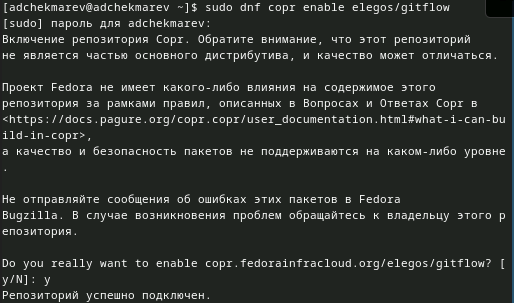 [adchekmarev@adchekmarev ~]$ sudo dnf copr enable elegos/gitflow
[sudo] пароль для adchekmarev:
Включение репозитория Copr. Обратите внимание, что этот репозиторий
не является частью основного дистрибутива, и качество может отличаться.

Проект Fedora не имеет какого-либо влияния на содержимое этого
репозитория за рамками правил, описанных в Вопросах и Ответах Copr в
<https://docs.pagure.org/copr.copr/user_documentation.html#what-i-can-bu
ild-in-copr>,
а качество и безопасность пакетов не поддерживаются на каком-либо уровне
.

Не отправляйте сообщения об ошибках этих пакетов в Fedora
Bugzilla. В случае возникновения проблем обращайтесь к владельцу этого р
епозитория.

Do you really want to enable copr.fedorainfracloud.org/elegos/gitflow? [
y/N]: y
Репозиторий успешно подключен.